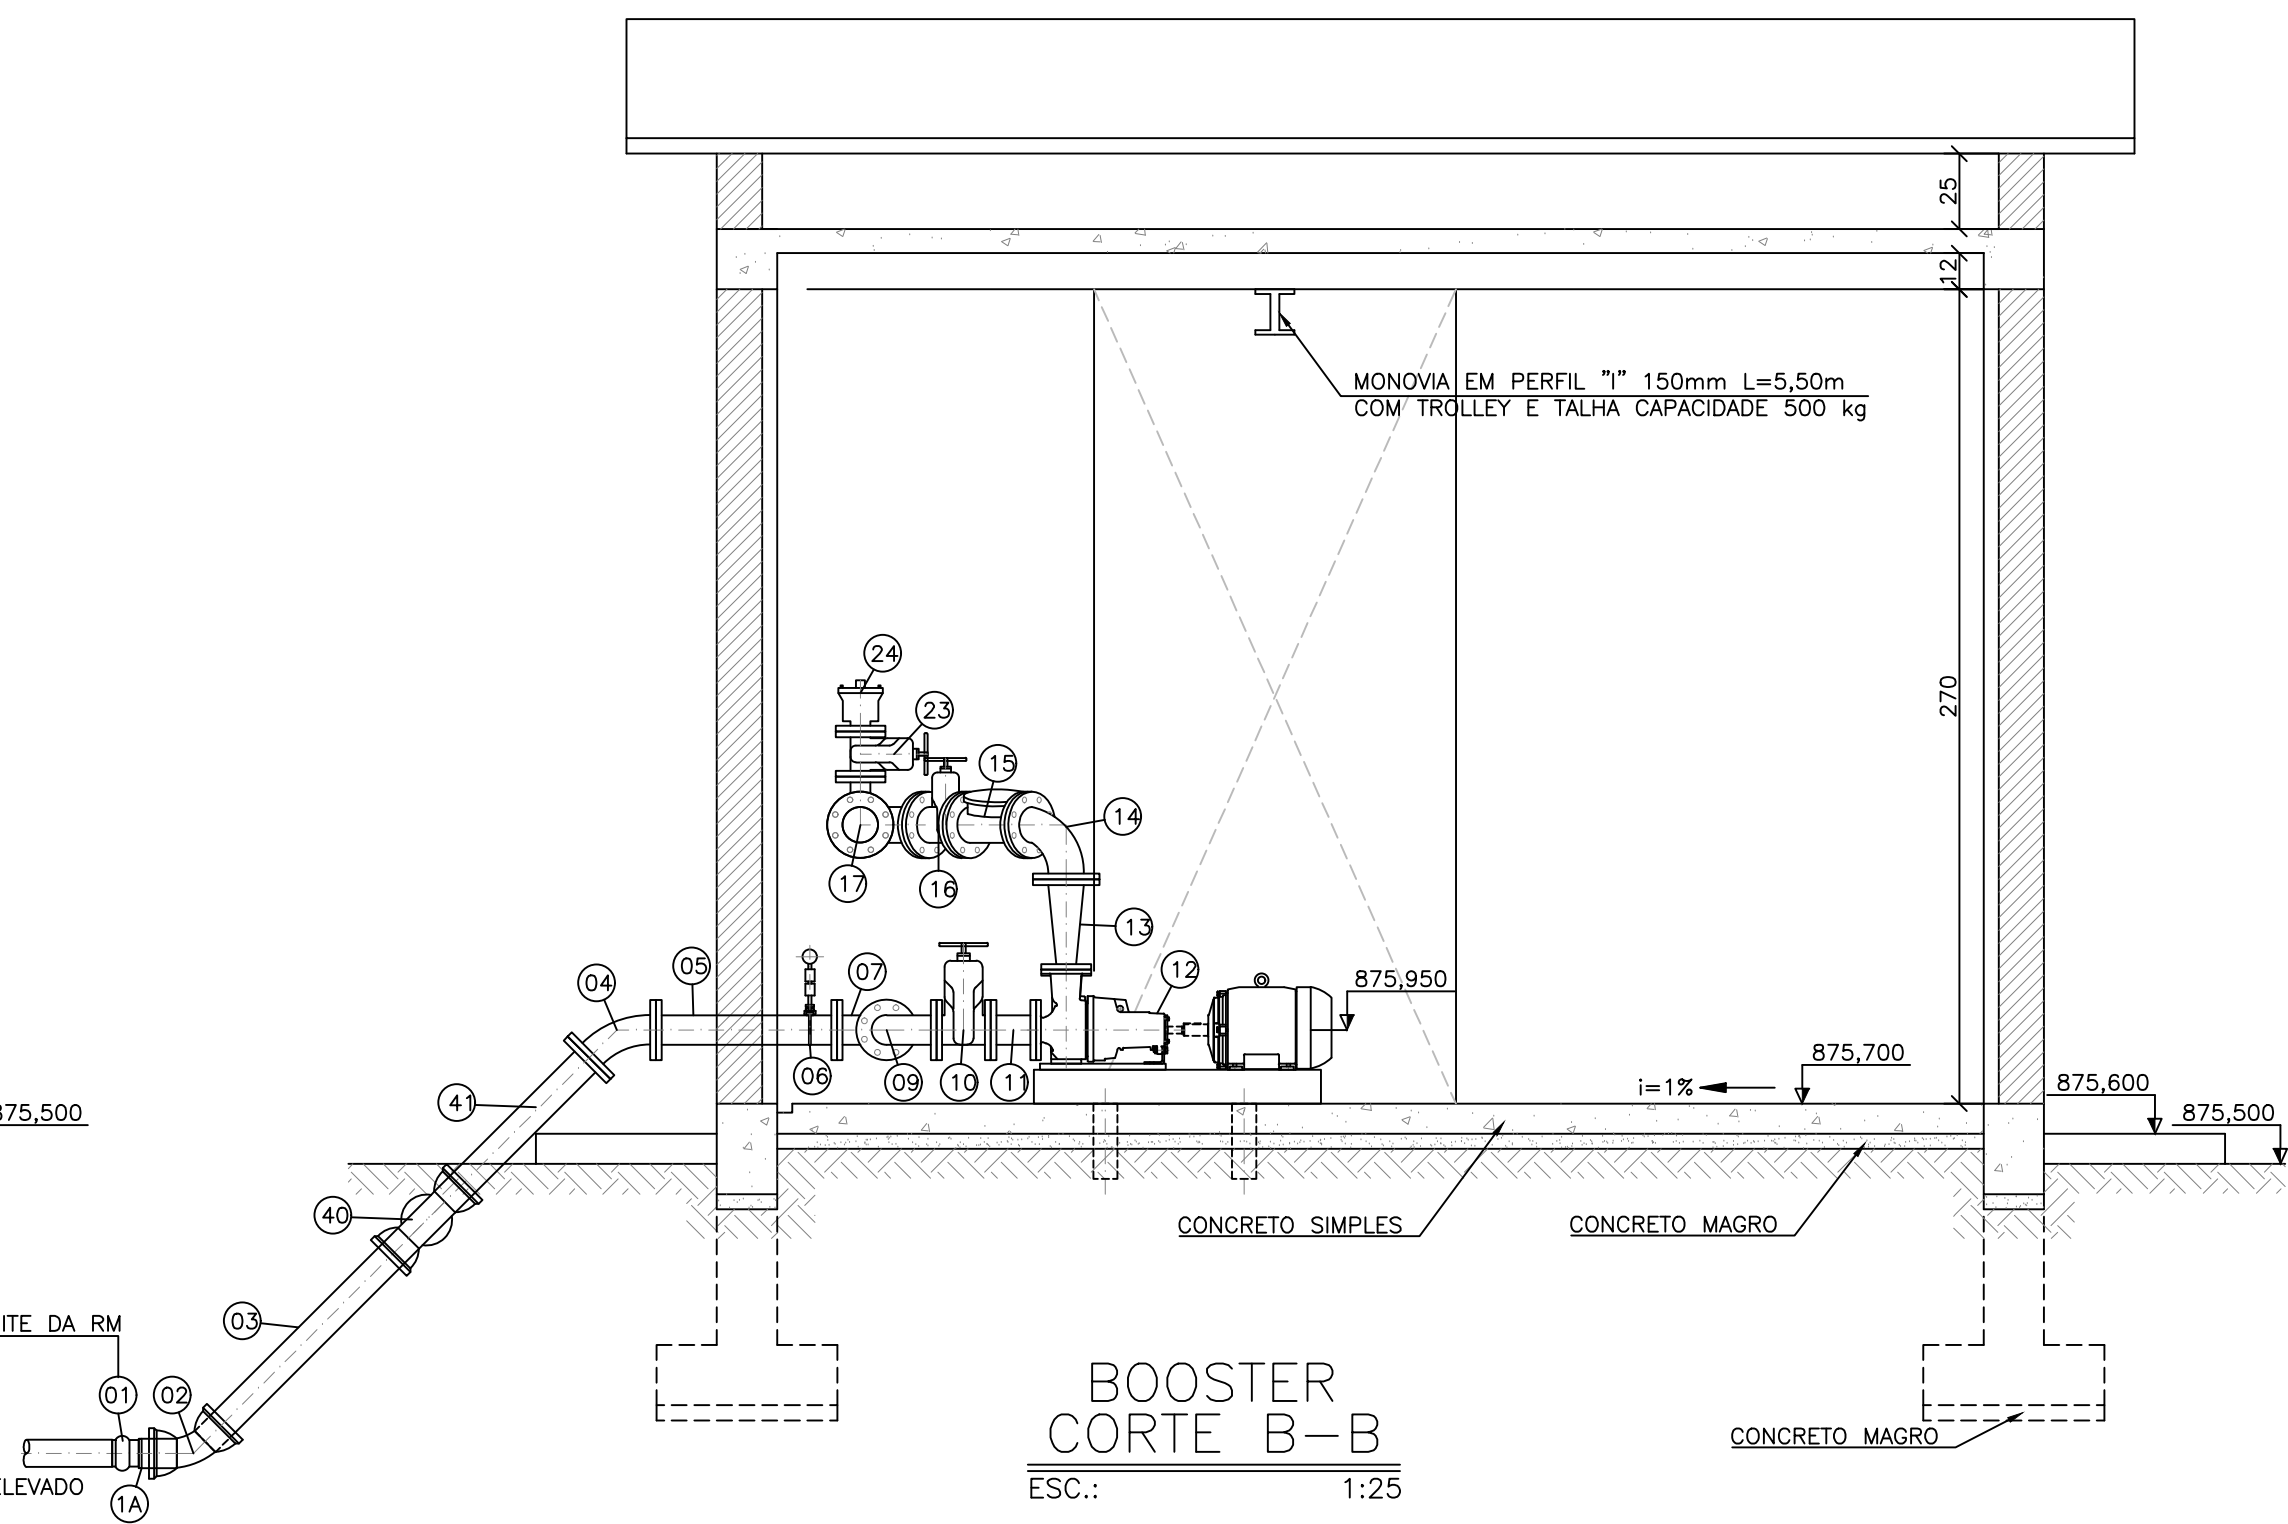 25
12
MONOVIA EM PERFIL "I" 150mm L=5,50m
COM TROLLEY E TALHA CAPACIDADE 500 kg
270
24
23
15
14
17
16
13
12
05
07
04
875,950
06
09
10
11
41
875,700
i=1%
875,600
875,500
875,500
40
CONCRETO SIMPLES
CONCRETO MAGRO
03
ITE DA RM
01
02
BOOSTER
CORTE B-B
CONCRETO MAGRO
ELEVADO
1A
ESC.: 1:25